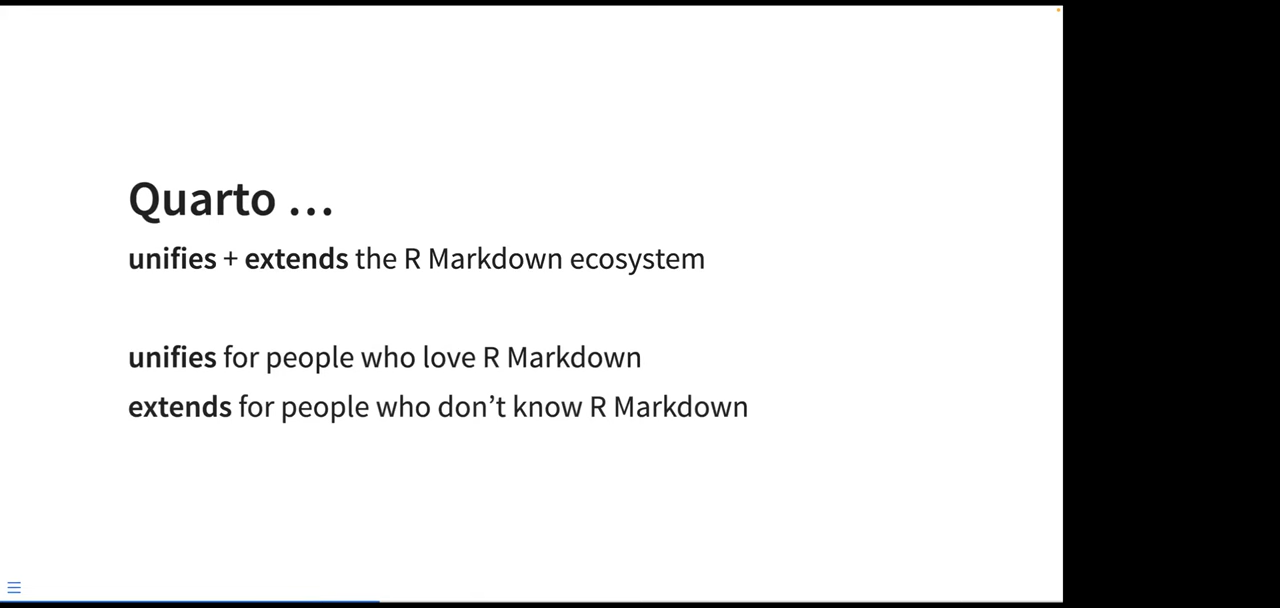 Quarto …
unifies + extends the R Markdown ecosystem
unifies for people who love R Markdown
extends for people who don’t know R Markdown